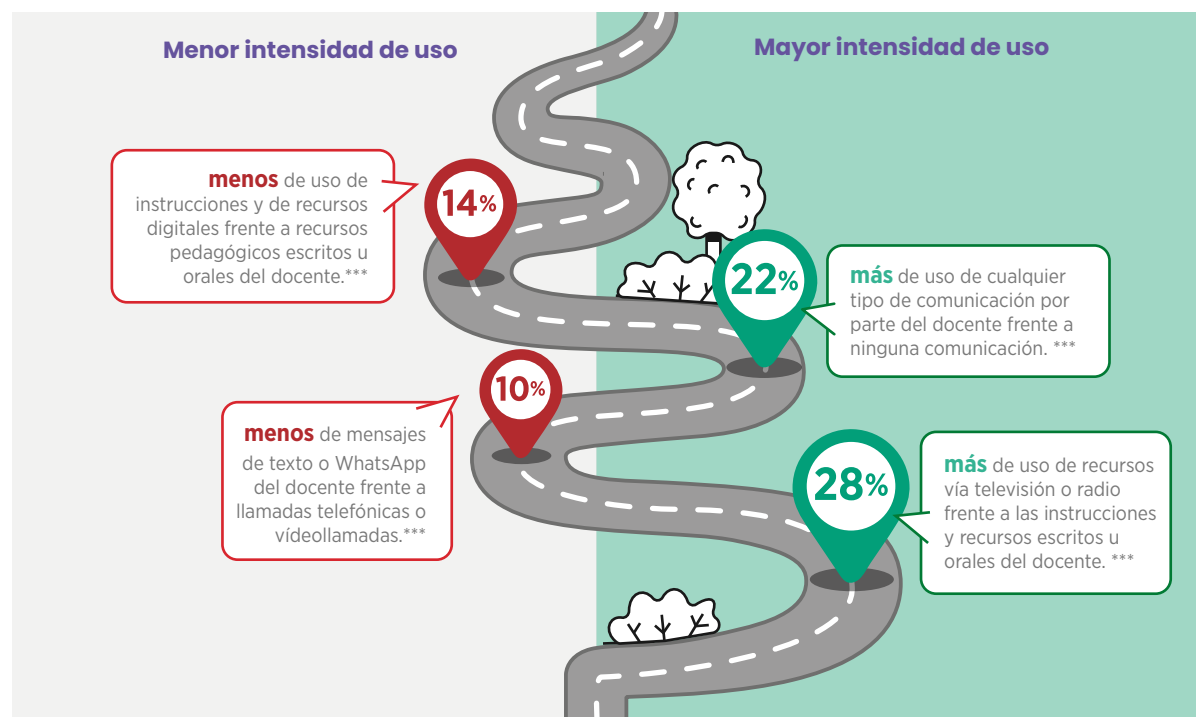 Menor intensidad de uso
Mayor intensidad de uso
14%
menos de uso de
instrucciones y de recursos
digitales frente a recursos
pedagógicos escritos u
orales del docente.***
22%
más de uso de cualquier
tipo de comunicación por
parte del docente frente a
ninguna comunicación. ***
10%
menos de mensajes
de texto o WhatsApp
del docente frente a
llamadas telefónicas o
vídeollamadas.***
28%
más de uso de recursos
vía televisión o radio
frente a las instrucciones
y recursos escritos u
orales del docente. ***